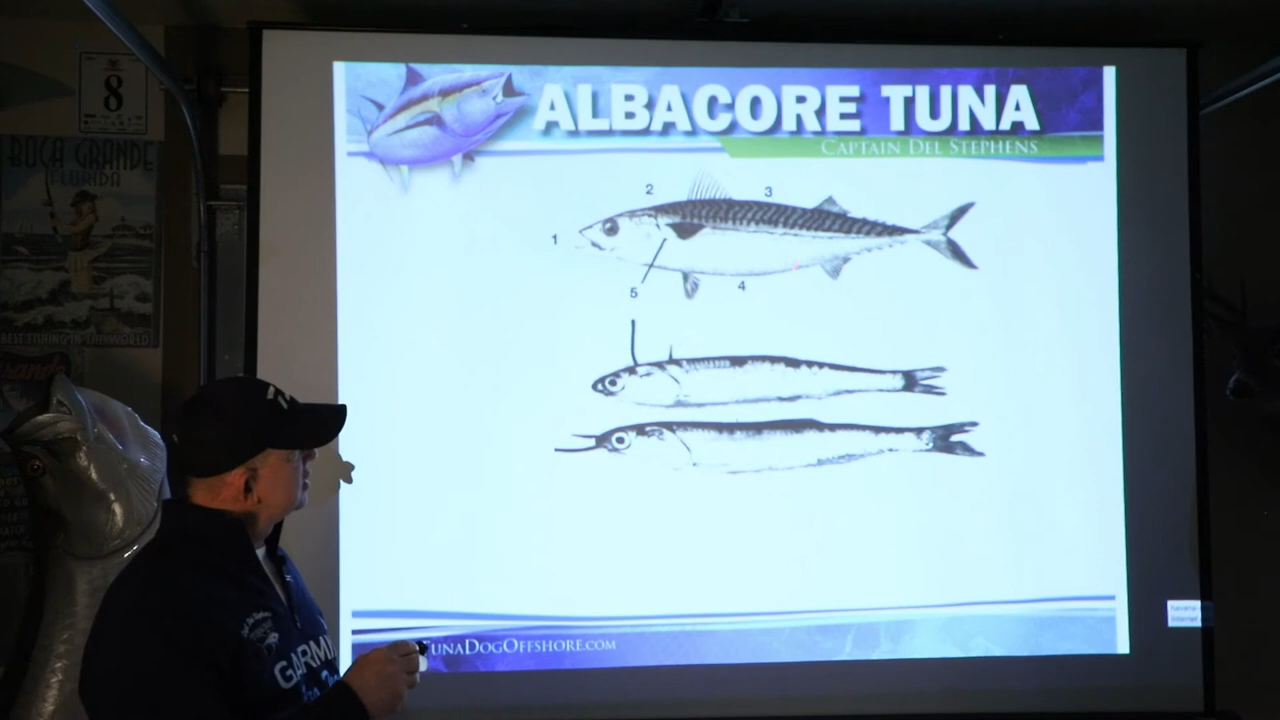 8
BOCA GRANDE
FLORIDA
BEST FISHING IN THE WORLD
ALBACORE TUNA
CAPTAIN DEL STEPHENS
2
3
1
5
4
GARMIN
TUNADOGOFFSHORE.COM